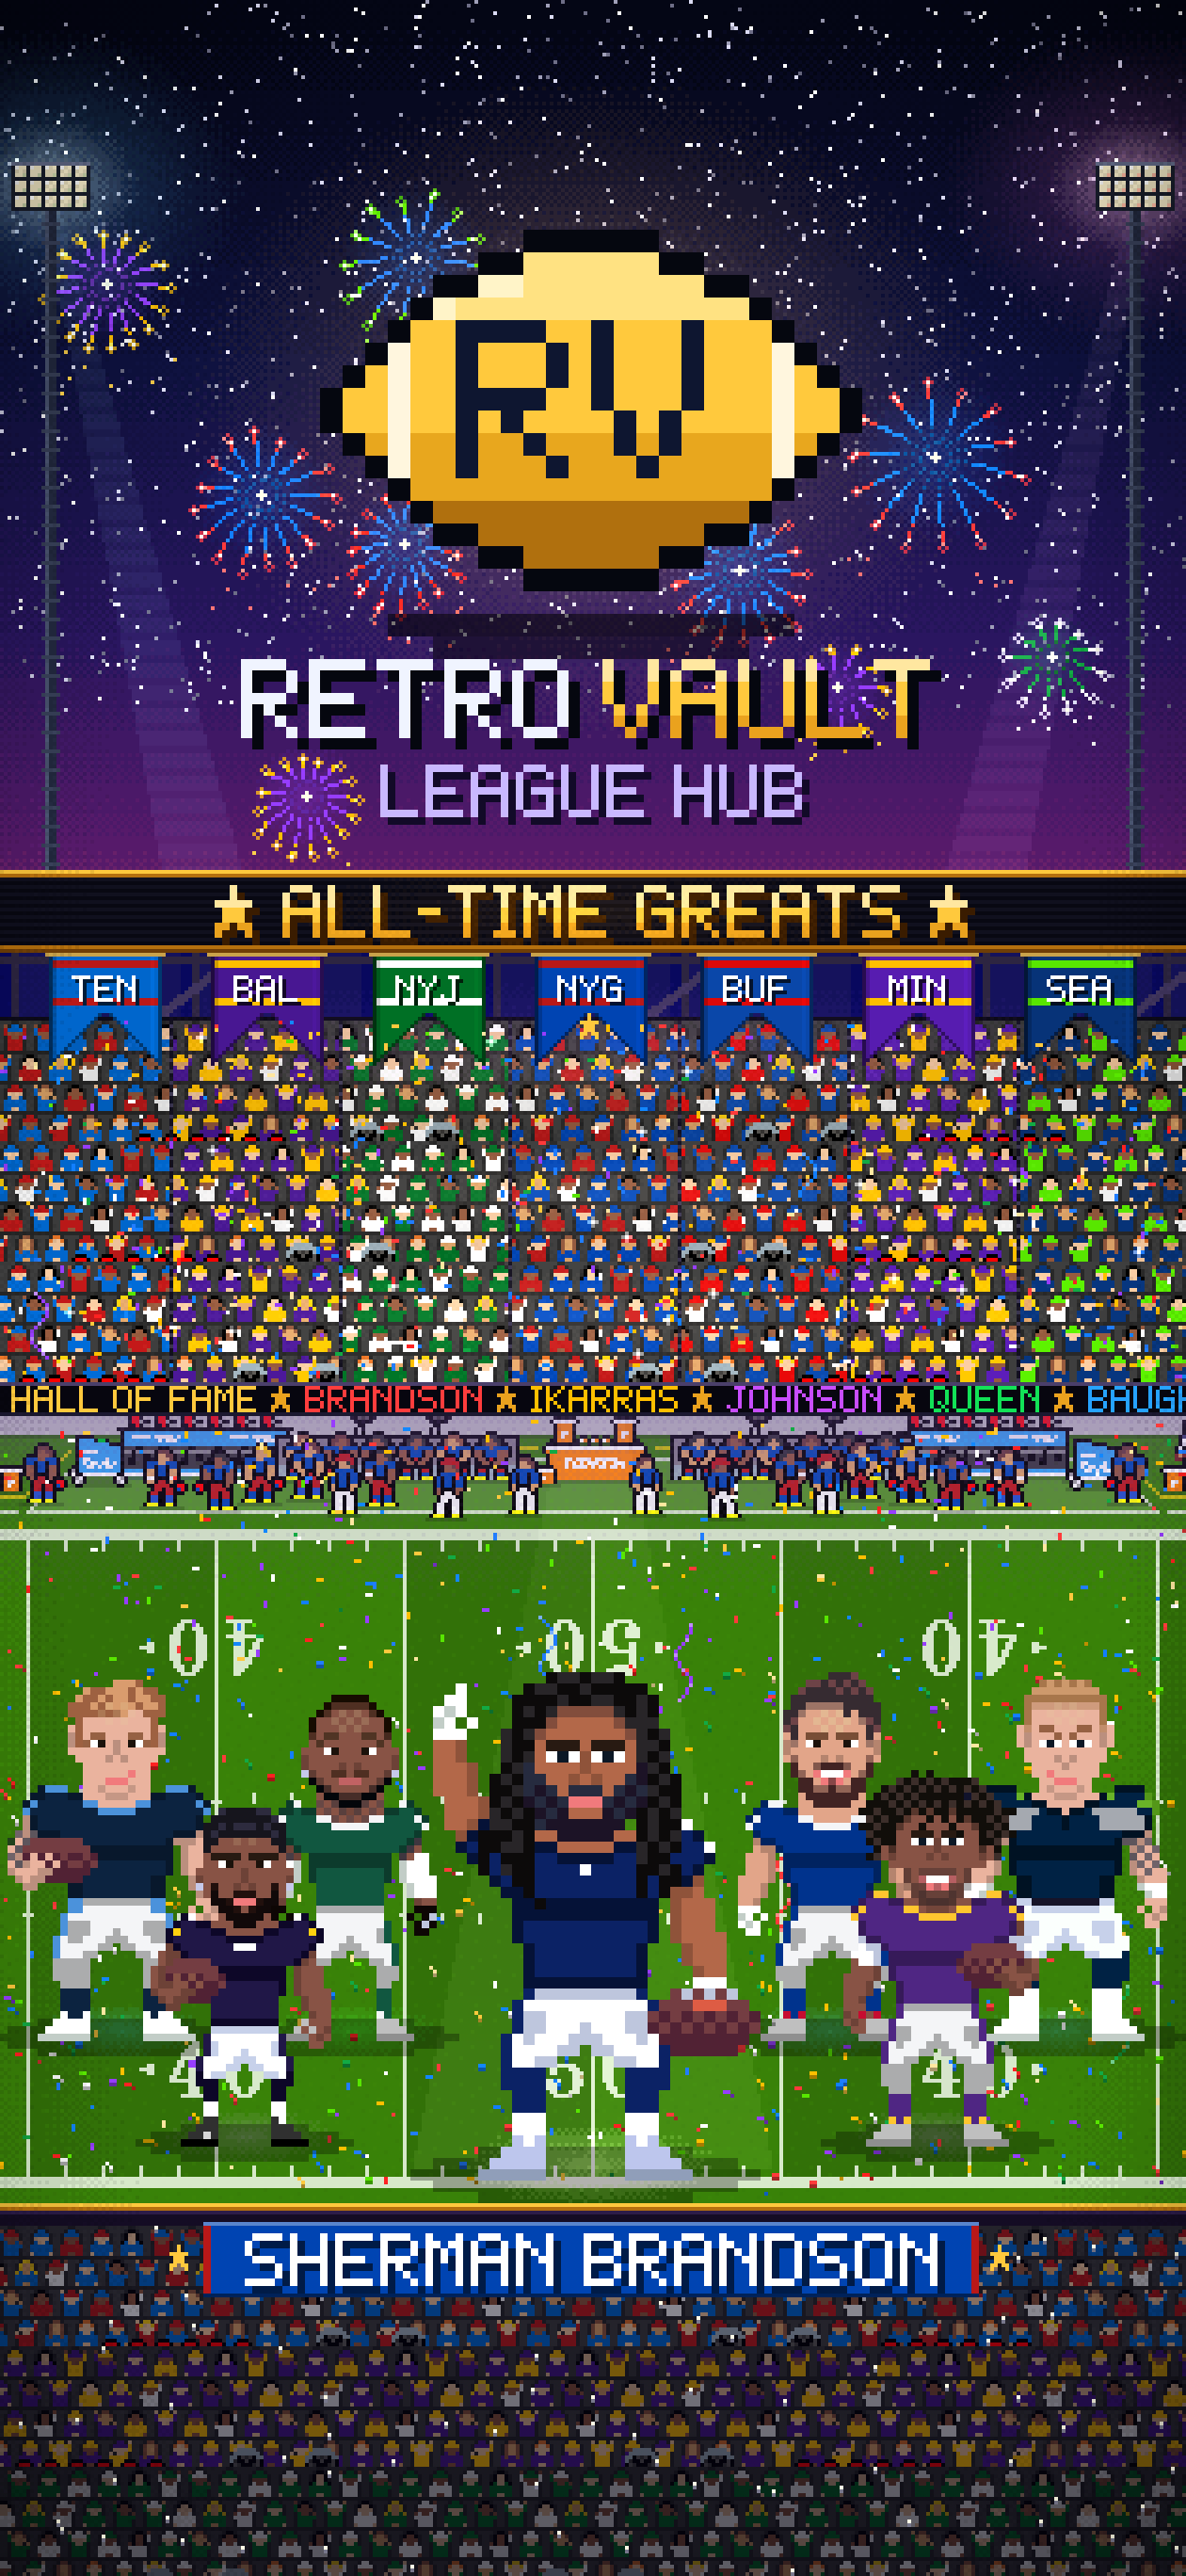 RV
RETRO VAULT
LEAGUE HUB
★ ALL-TIME GREATS ★
TEN BAL NYJ NYG BUF MIN SEA
HALL OF FAME ★ BRANDSON ★ IKARRAS ★ JOHNSON ★ QUEEN ★ BAUGH
40 50 40
40 50 40
SHERMAN BRANDSON